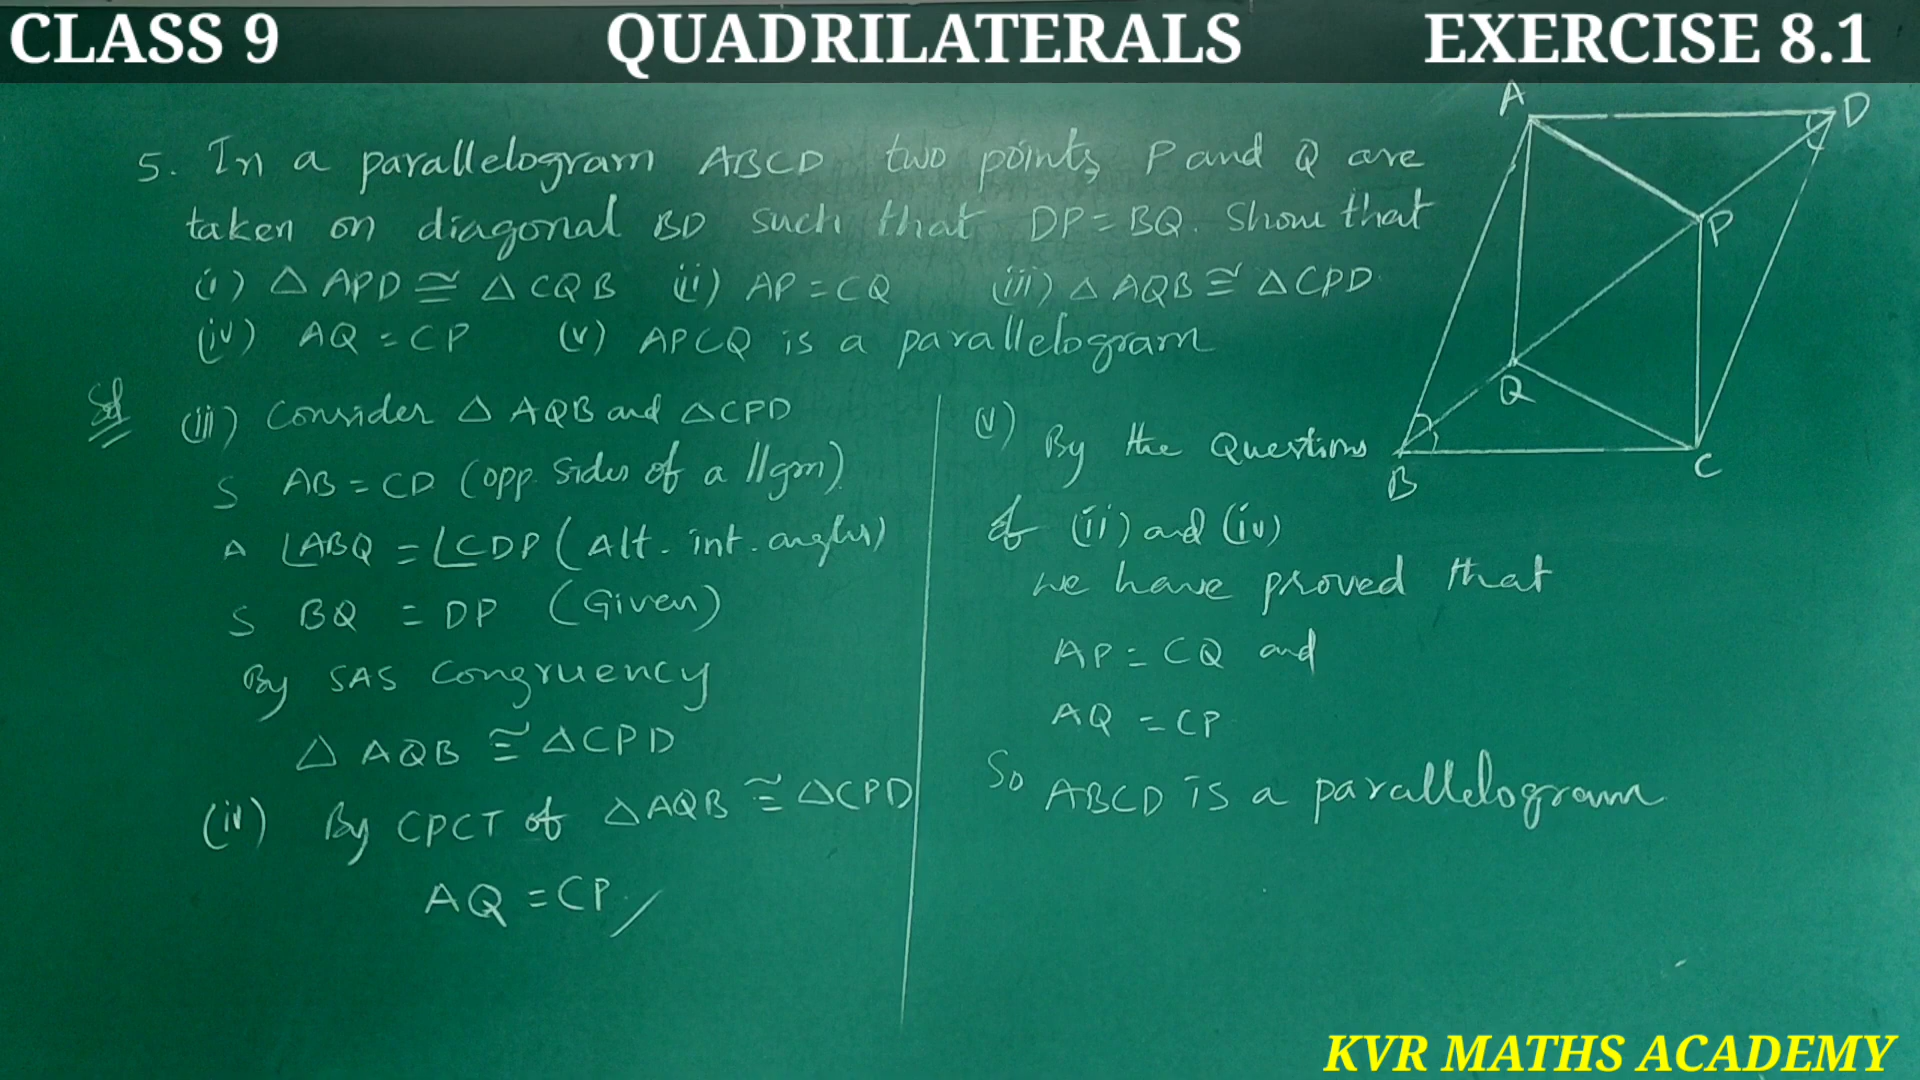 CLASS 9 QUADRILATERALS EXERCISE 8.1
5. In a parallelogram ABCD two points, P and Q are
taken on diagonal BD such that DP = BQ. Show that
(i) △ APD ≅ △ CQB (ii) AP = CQ (iii) △ AQB ≅ △ CPD
(iv) AQ = CP (v) APCQ is a parallelogram
Sol (iii) Consider △ AQB and △CPD
S AB = CD (opp. sides of a ||gm)
A ∠ABQ = ∠CDP (Alt. int. angles)
S BQ = DP (Given)
By SAS congruency
△ AQB ≅ △CPD
(iv) By CPCT of △AQB ≅ △CPD
AQ = CP
(v) By the Questions
of (ii) and (iv)
we have proved that
AP = CQ and
AQ = CP
So ABCD is a parallelogram
A
D
P
Q
B
C
KVR MATHS ACADEMY